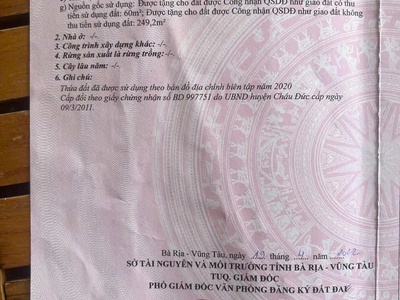 g) Nguồn gốc sử dụng: Được tặng cho đất được Công nhận QSDĐ như giao đất có thu
tiền sử dụng đất: 60m²; Được tặng cho đất được Công nhận QSDĐ như giao đất không
thu tiền sử dụng đất: 249,2m²
2. Nhà ở: -/-
3. Công trình xây dựng khác: -/-
4. Rừng sản xuất là rừng trồng: -/-
5. Cây lâu năm: -/-
6. Ghi chú:
Thửa đất đã được sử dụng theo bản đồ địa chính biên tập năm 2020
Cấp đổi theo giấy chứng nhận số BD 997751 do UBND huyện Châu Đức cấp ngày
09/3/2011.
Bà Rịa - Vũng Tàu, ngày 19 tháng 4 năm
SỞ TÀI NGUYÊN VÀ MÔI TRƯỜNG TỈNH BÀ RỊA - VŨNG TÀU
TUQ. GIÁM ĐỐC
PHÓ GIÁM ĐỐC VĂN PHÒNG ĐĂNG KÝ ĐẤT ĐAI